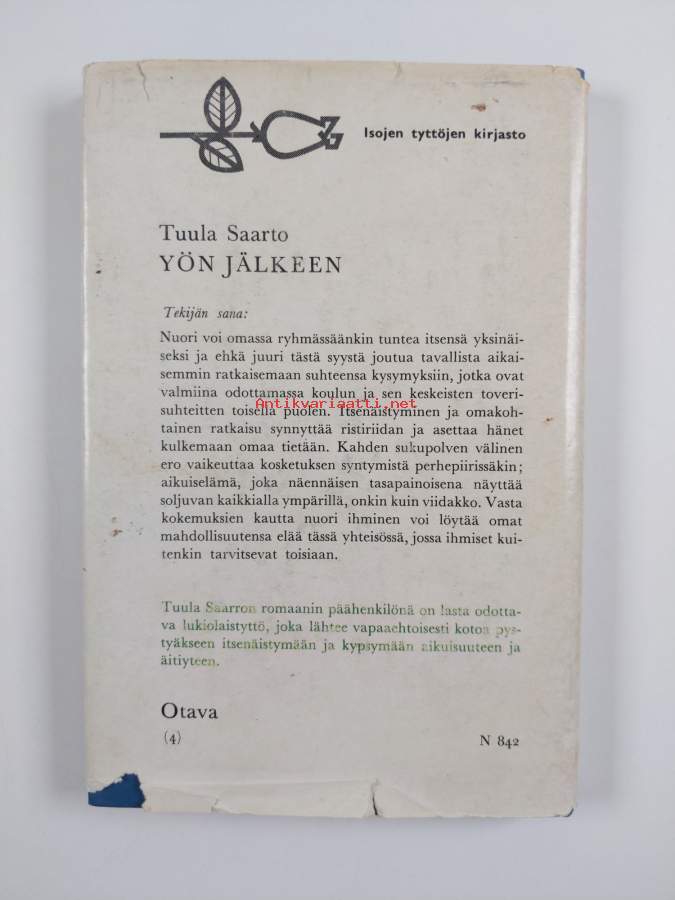 Isojen tyttöjen kirjasto
Tuula Saarto
YÖN JÄLKEEN
Tekijän sana:
Nuori voi omassa ryhmässäänkin tuntea itsensä yksinäi-
seksi ja ehkä juuri tästä syystä joutua tavallista aikai-
semmin ratkaisemaan suhteensa kysymyksiin, jotka ovat
valmiina odottamassa koulun ja sen keskeisten toveri-
Antikvariaatti.net
suhteitten toisella puolen. Itsenäistyminen ja omakoh-
tainen ratkaisu synnyttää ristiriidan ja asettaa hänet
kulkemaan omaa tietään. Kahden sukupolven välinen
ero vaikeuttaa kosketuksen syntymistä perhepiirissäkin;
aikuiselämä, joka näennäisen tasapainoisena näyttää
soljuvan kaikkialla ympärillä, onkin kuin viidakko. Vasta
kokemuksien kautta nuori ihminen voi löytää omat
mahdollisuutensa elää tässä yhteisössä, jossa ihmiset kui-
tenkin tarvitsevat toisiaan.
Tuula Saarron romaanin päähenkilönä on lasta odotta-
va lukiolaistyttö, joka lähtee vapaaehtoisesti kotoa pys-
tyäkseen itsenäistymään ja kypsymään aikuisuuteen ja
äitiyteen.
Otava
(4)
N 842